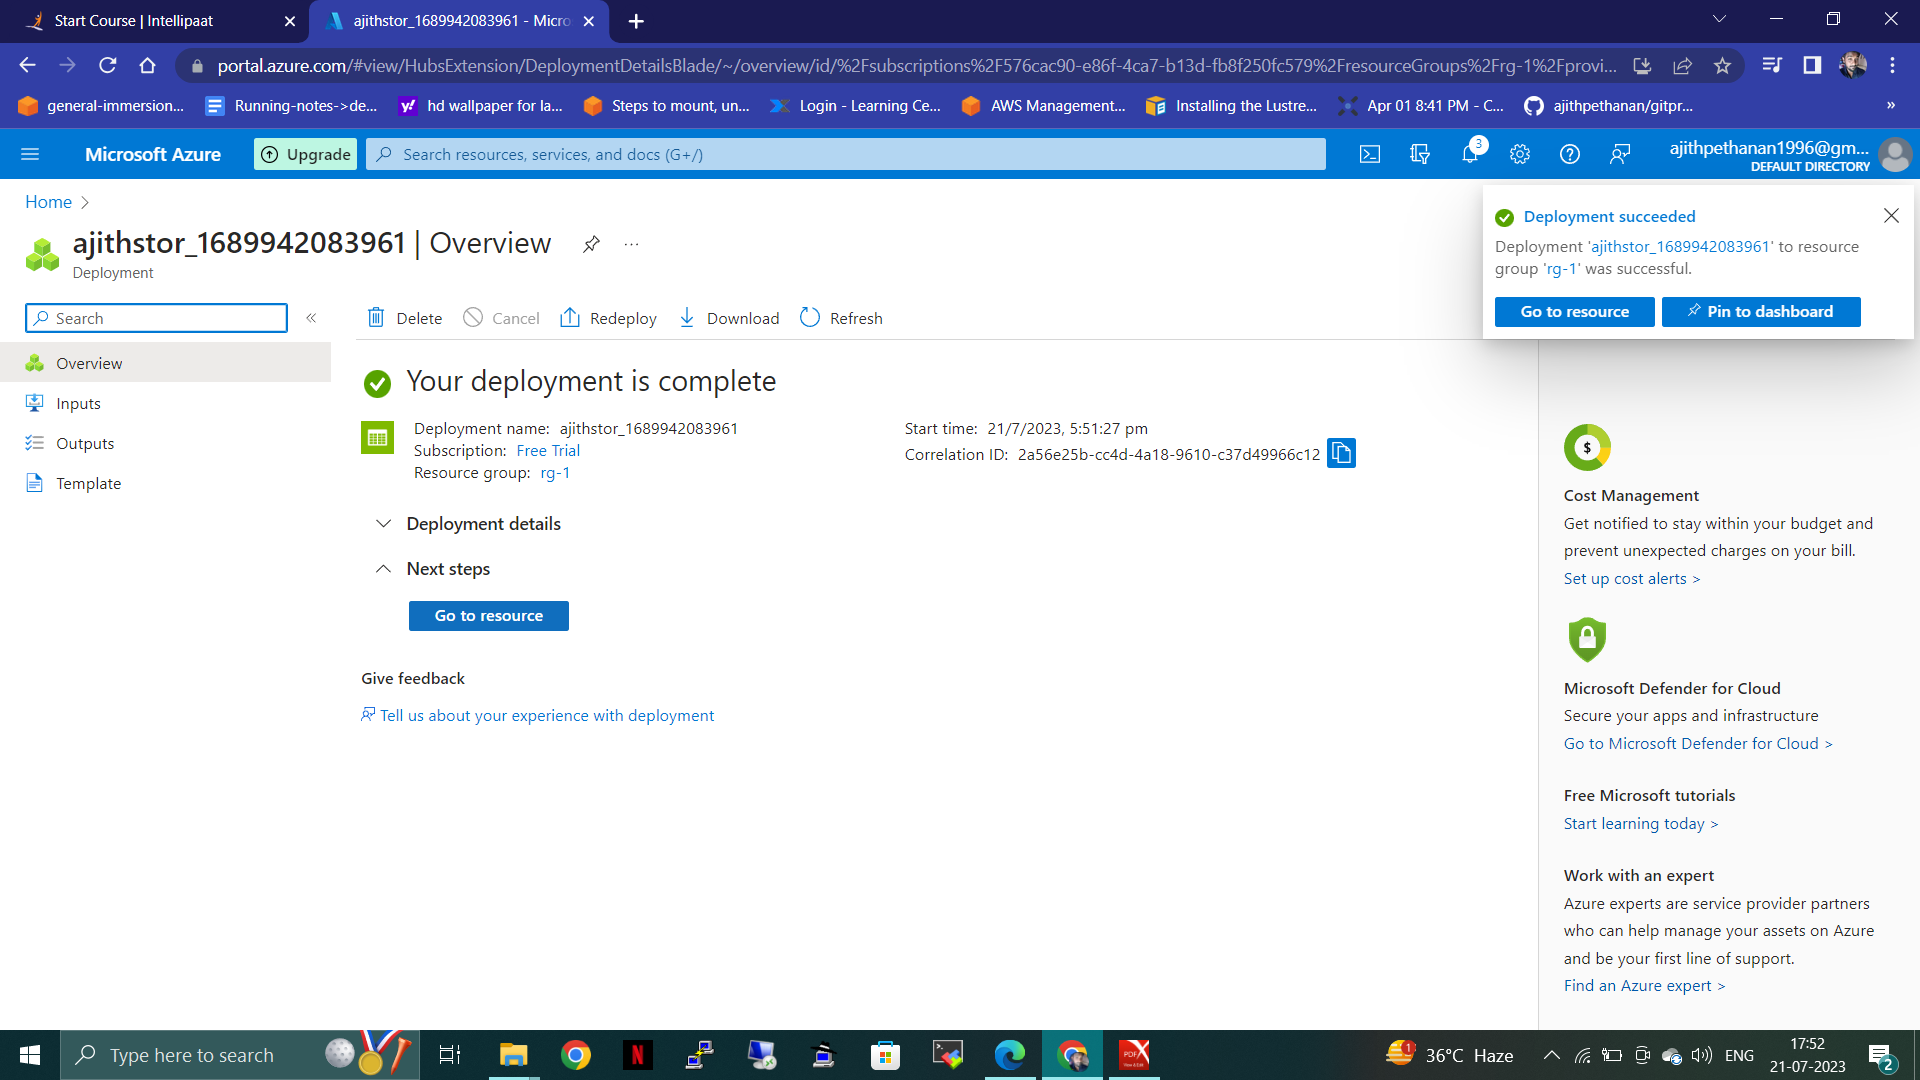 Start Course | Intellipaat
ajithstor_1689942083961 - Micro
portal.azure.com/#view/HubsExtension/DeploymentDetailsBlade/~/overview/id/%2Fsubscriptions%2F576cac90-e86f-4ca7-b13d-fb8f250fc579%2FresourceGroups%2Frg-1%2Fprovi...
general-immersion...
Running-notes->de...
hd wallpaper for la...
Steps to mount, un...
Login - Learning Ce...
AWS Management...
Installing the Lustre...
Apr 01 8:41 PM - C...
ajithpethanan/gitpr...
»
Microsoft Azure
Upgrade
Search resources, services, and docs (G+/)
3
ajithpethanan1996@gm...
DEFAULT DIRECTORY
Home
ajithstor_1689942083961 | Overview
Deployment
Deployment succeeded
Deployment 'ajithstor_1689942083961' to resource
group 'rg-1' was successful.
Go to resource
Pin to dashboard
Search
«
Overview
Inputs
Outputs
Template
Delete
Cancel
Redeploy
Download
Refresh
Your deployment is complete
Deployment name: ajithstor_1689942083961
Subscription: Free Trial
Resource group: rg-1
Start time: 21/7/2023, 5:51:27 pm
Correlation ID: 2a56e25b-cc4d-4a18-9610-c37d49966c12
Deployment details
Next steps
Go to resource
Give feedback
Tell us about your experience with deployment
$
Cost Management
Get notified to stay within your budget and
prevent unexpected charges on your bill.
Set up cost alerts >
Microsoft Defender for Cloud
Secure your apps and infrastructure
Go to Microsoft Defender for Cloud >
Free Microsoft tutorials
Start learning today >
Work with an expert
Azure experts are service provider partners
who can help manage your assets on Azure
and be your first line of support.
Find an Azure expert >
Type here to search
N
PDF
1
36°C Haze
ENG
17:52
21-07-2023
2